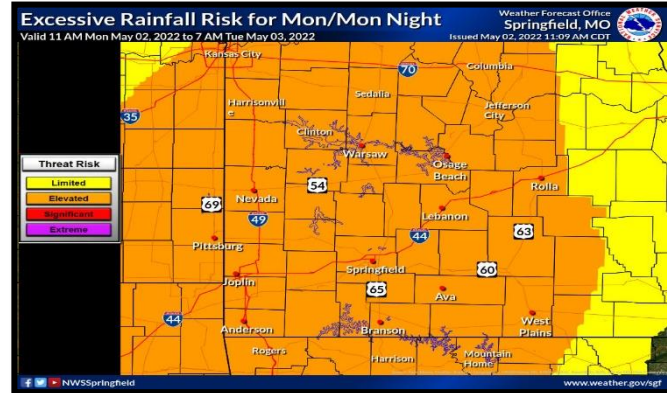 Excessive Rainfall Risk for Mon/Mon Night
Valid 11 AM Mon May 02, 2022 to 7 AM Tue May 03, 2022
Weather Forecast Office
Springfield, MO
Issued May 02, 2022 11:09 AM CDT
Kansas City
70
Columbia
Sedalia
Harrisonvill
e
Jefferson
City
35
Clinton
Warsaw
Osage
Beach
Threat Risk
Limited
Elevated
Significant
Extreme
54
Rolla
Nevada
69
49
Lebanon
63
44
Pittsburg
Springfield
60
Joplin
65
Ava
44
Anderson
Branson
West
Plains
Rogers
Harrison
Mountain
Home
NWSSpringfield
www.weather.gov/sgf